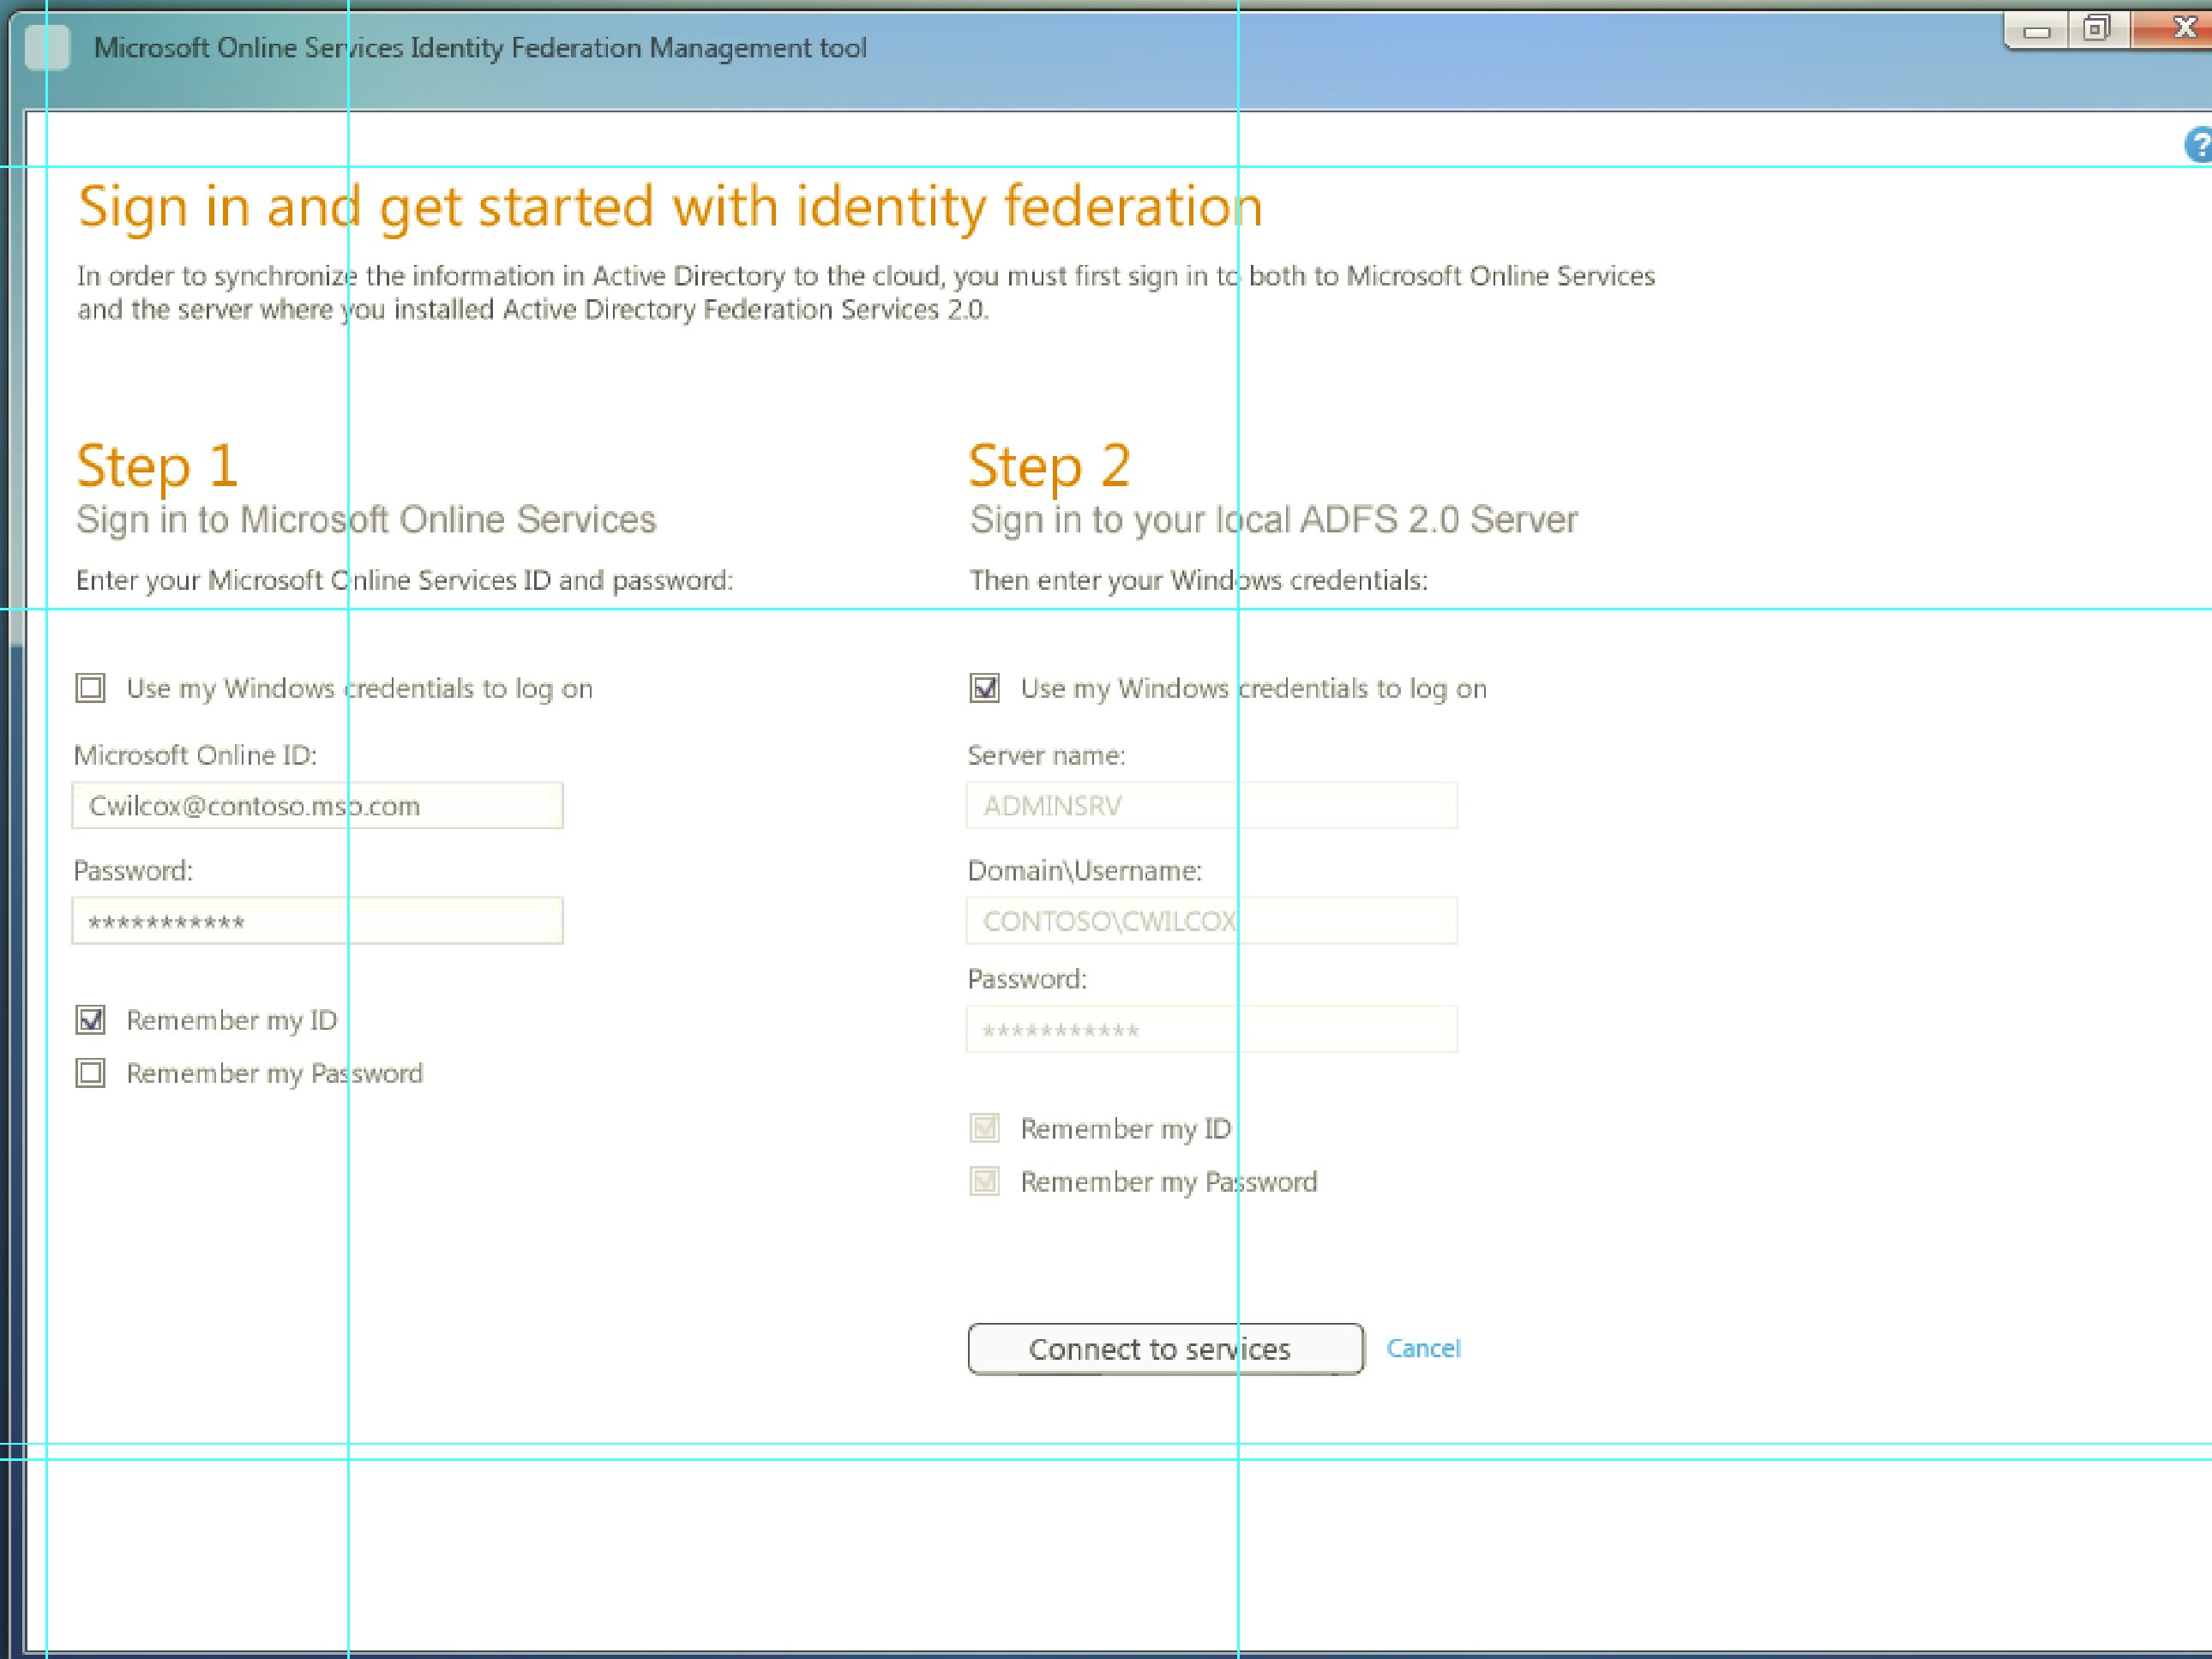 Microsoft Online Services Identity Federation Management tool
Sign in and get started with identity federation
In order to synchronize the information in Active Directory to the cloud, you must first sign in to both to Microsoft Online Services
and the server where you installed Active Directory Federation Services 2.0.
Step 1
Sign in to Microsoft Online Services
Enter your Microsoft Online Services ID and password:
Use my Windows credentials to log on
Microsoft Online ID:
Cwilcox@contoso.mso.com
Password:
***********
Remember my ID
Remember my Password
Step 2
Sign in to your local ADFS 2.0 Server
Then enter your Windows credentials:
Use my Windows credentials to log on
Server name:
ADMINSRV
Domain\Username:
CONTOSO\CWILCOX
Password:
***********
Remember my ID
Remember my Password
Connect to services
Cancel